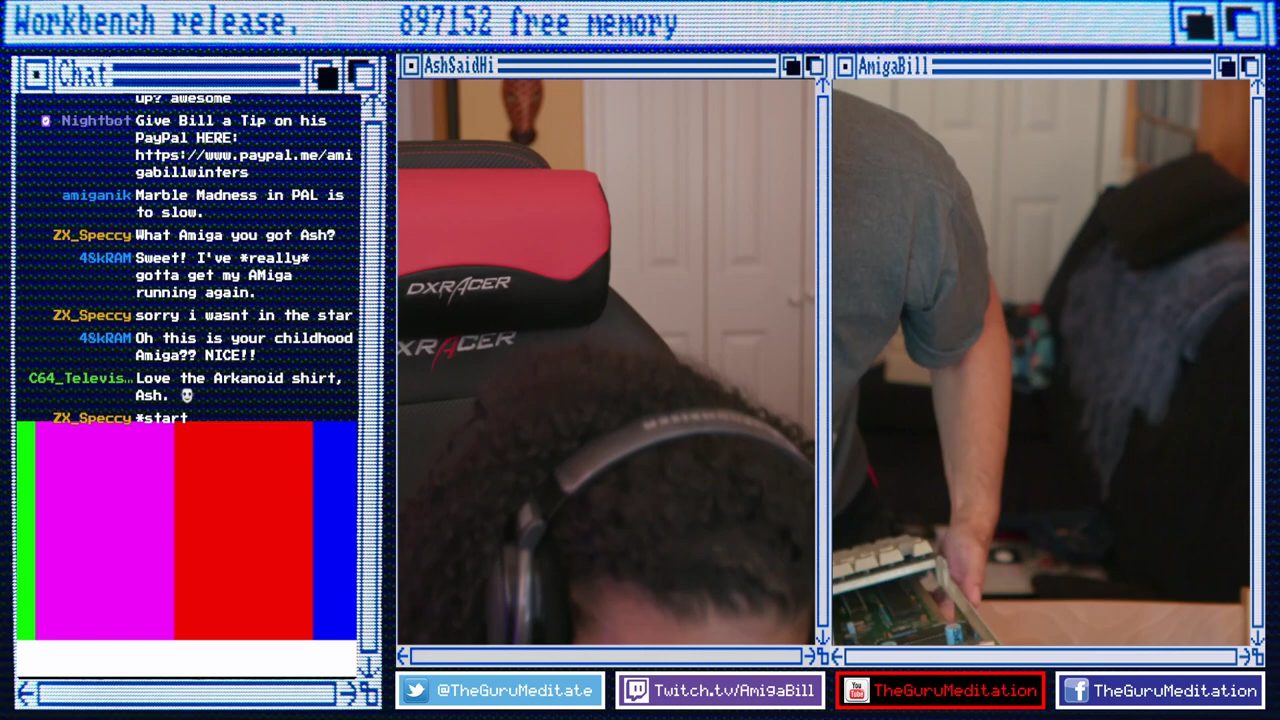 Workbench release. 897152 free memory
Chat
up? awesome
Nightbot Give Bill a Tip on his
PayPal HERE:
https://www.paypal.me/ami
gabillwinters
amiganik Marble Madness in PAL is
to slow.
ZX_Speccy What Amiga you got Ash?
48kRAM Sweet! I've *really*
gotta get my AMiga
running again.
ZX_Speccy sorry i wasnt in the star
48kRAM Oh this is your childhood
Amiga?? NICE!!
C64_Televis… Love the Arkanoid shirt,
Ash.
ZX_Speccy *start
AshSaidHi
DXRACER
XRACER
AmigaBill
@TheGuruMeditate
Twitch.tv/AmigaBill
You
Tube
TheGuruMeditation
f TheGuruMeditation